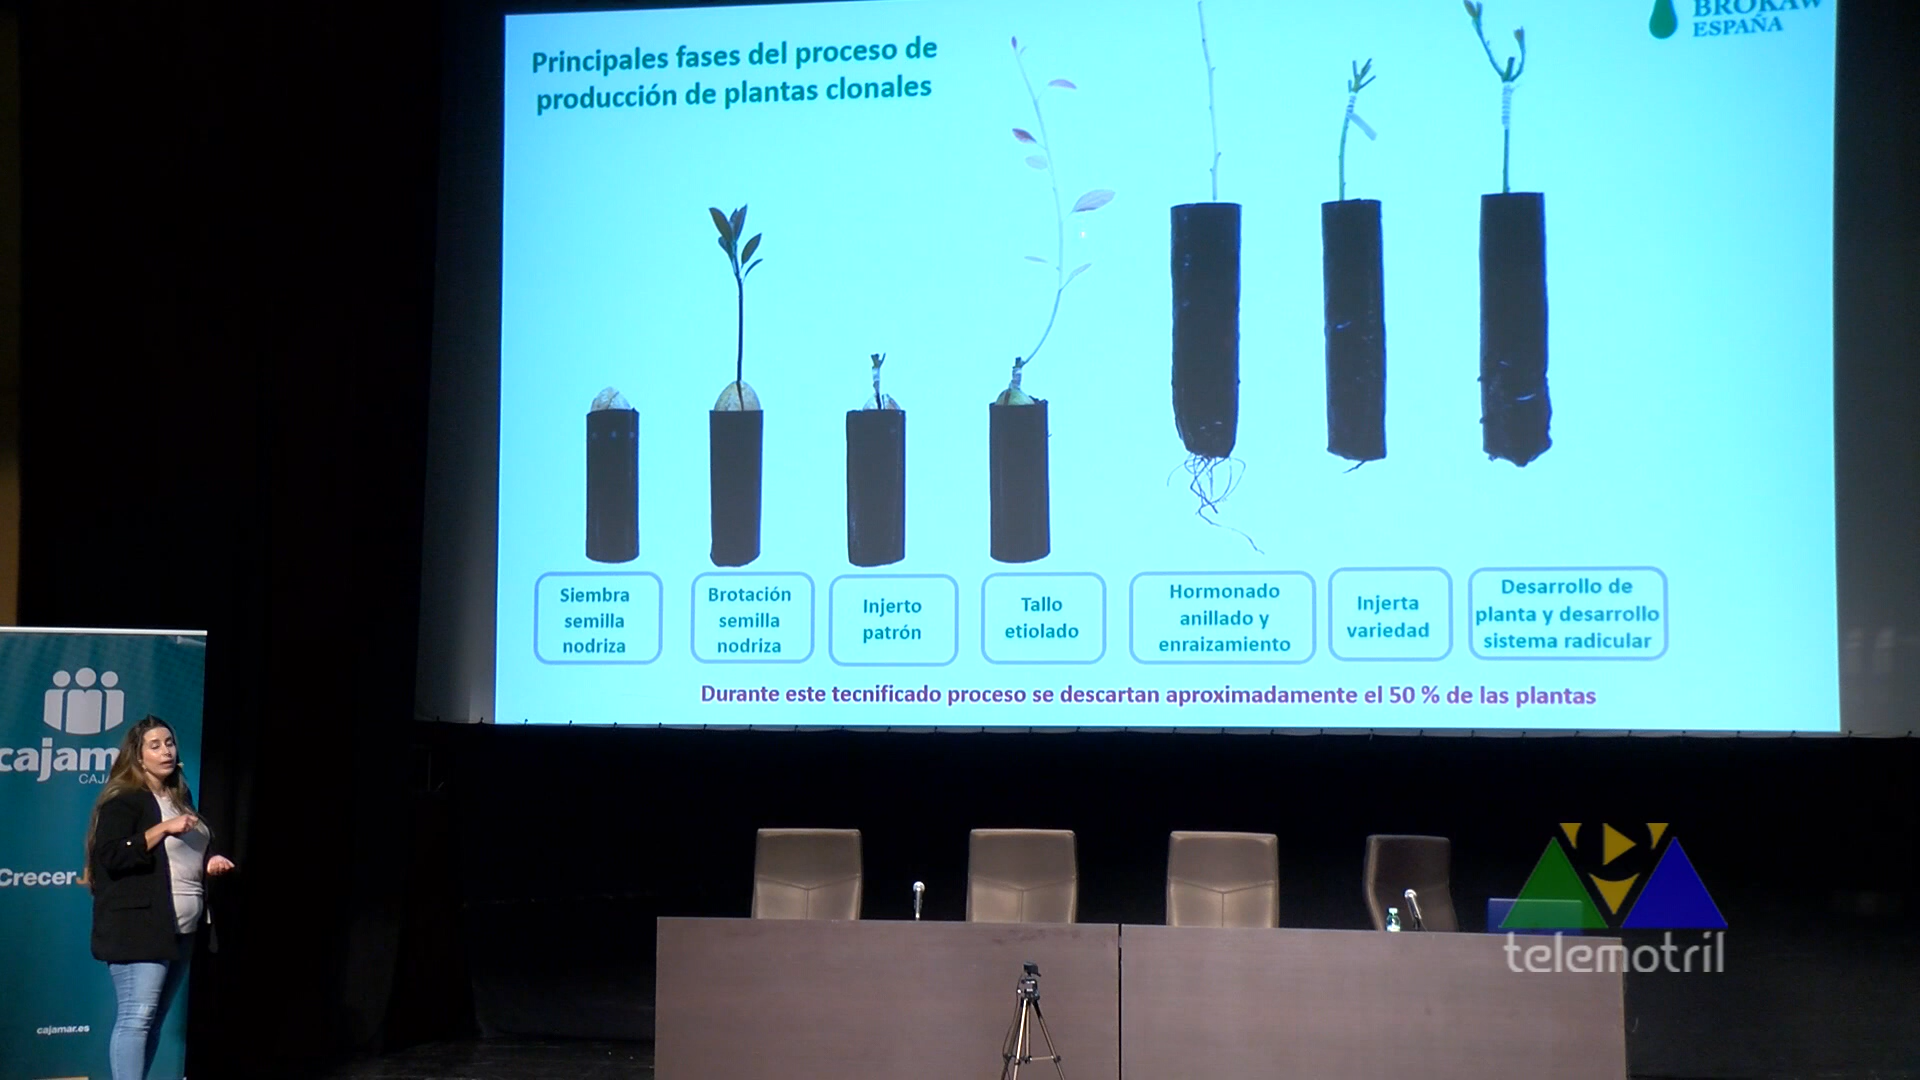 Principales fases del proceso de
producción de plantas clonales
BROKAW
ESPAÑA
Siembra
semilla
nodriza
Brotación
semilla
nodriza
Injerto
patrón
Tallo
etiolado
Hormonado
anillado y
enraizamiento
Injerta
variedad
Desarrollo de
planta y desarrollo
sistema radicular
Durante este tecnificado proceso se descartan aproximadamente el 50 % de las plantas
cajam
CAJA
Crecer
cajamar.es
telemotril